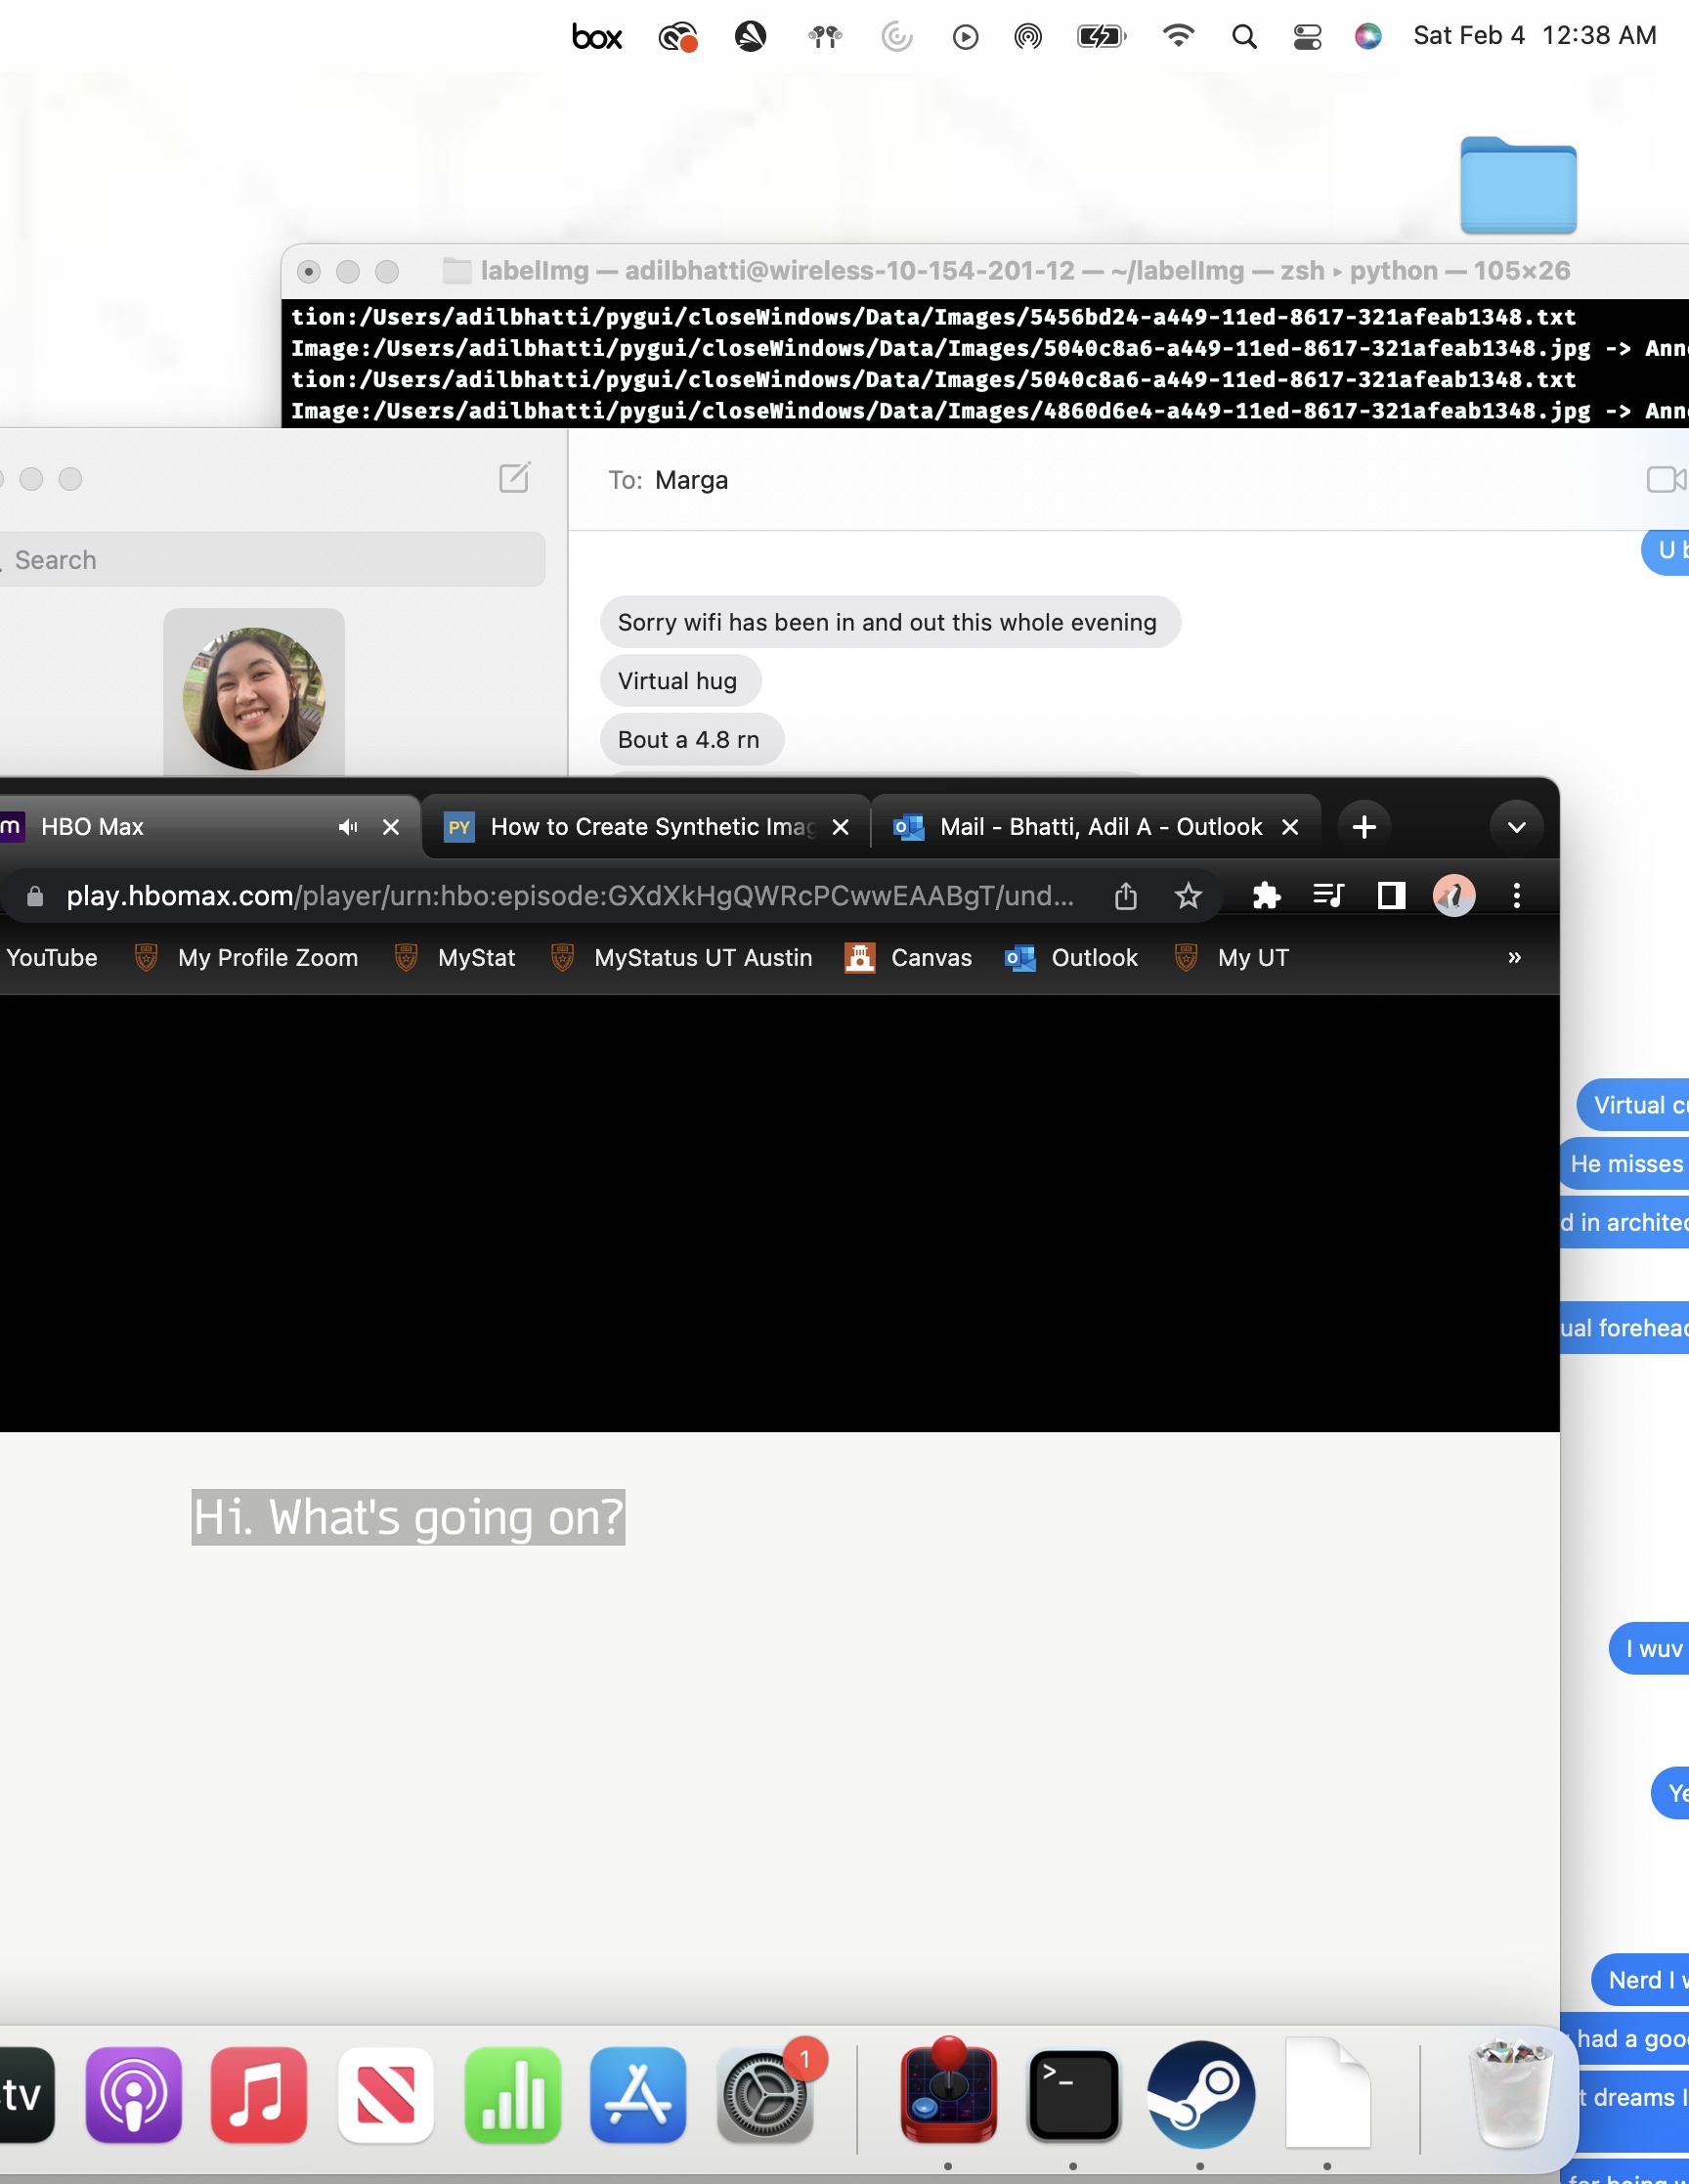 box
Sat Feb 4 12:38 AM
labelImg — adilbhatti@wireless-10-154-201-12 — ~/labelImg — zsh ▸ python — 105×26
tion:/Users/adilbhatti/pygui/closeWindows/Data/Images/5456bd24-a449-11ed-8617-321afeab1348.txt
Image:/Users/adilbhatti/pygui/closeWindows/Data/Images/5040c8a6-a449-11ed-8617-321afeab1348.jpg -> Ann
tion:/Users/adilbhatti/pygui/closeWindows/Data/Images/5040c8a6-a449-11ed-8617-321afeab1348.txt
Image:/Users/adilbhatti/pygui/closeWindows/Data/Images/4860d6e4-a449-11ed-8617-321afeab1348.jpg -> Ann
To: Marga
Search
U b
Sorry wifi has been in and out this whole evening
Virtual hug
Bout a 4.8 rn
HBO Max
PY How to Create Synthetic Imag
Mail - Bhatti, Adil A - Outlook
play.hbomax.com/player/urn:hbo:episode:GXdXkHgQWRcPCwwEAABgT/und...
YouTube My Profile Zoom MyStat MyStatus UT Austin Canvas Outlook My UT »
Virtual c
He misses
d in architec
ual forehead
Hi. What's going on?
I wuv
Ye
Nerd I w
had a goo
t dreams I
for being w
tv
1
>_